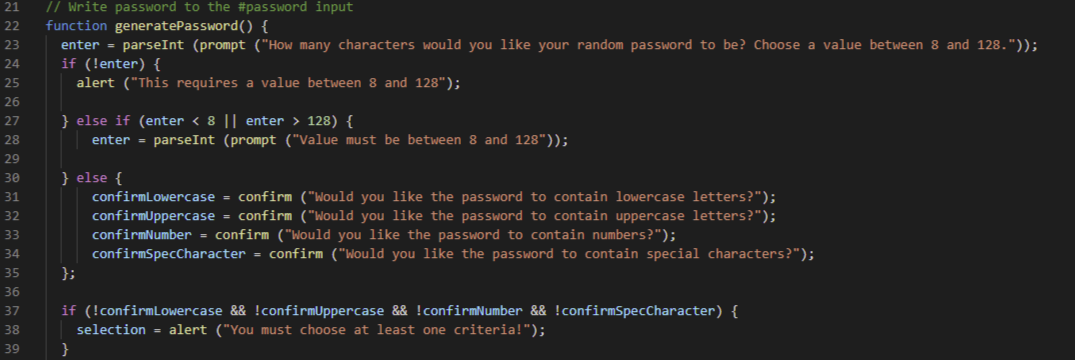 21 // Write password to the #password input
22 function generatePassword() {
23 enter = parseInt (prompt ("How many characters would you like your random password to be? Choose a value between 8 and 128."));
24 if (!enter) {
25 alert ("This requires a value between 8 and 128");
26
27 } else if (enter < 8 || enter > 128) {
28 enter = parseInt (prompt ("Value must be between 8 and 128"));
29
30 } else {
31 confirmLowercase = confirm ("Would you like the password to contain lowercase letters?");
32 confirmUppercase = confirm ("Would you like the password to contain uppercase letters?");
33 confirmNumber = confirm ("Would you like the password to contain numbers?");
34 confirmSpecCharacter = confirm ("Would you like the password to contain special characters?");
35 };
36
37 if (!confirmLowercase && !confirmUppercase && !confirmNumber && !confirmSpecCharacter) {
38 selection = alert ("You must choose at least one criteria!");
39 }